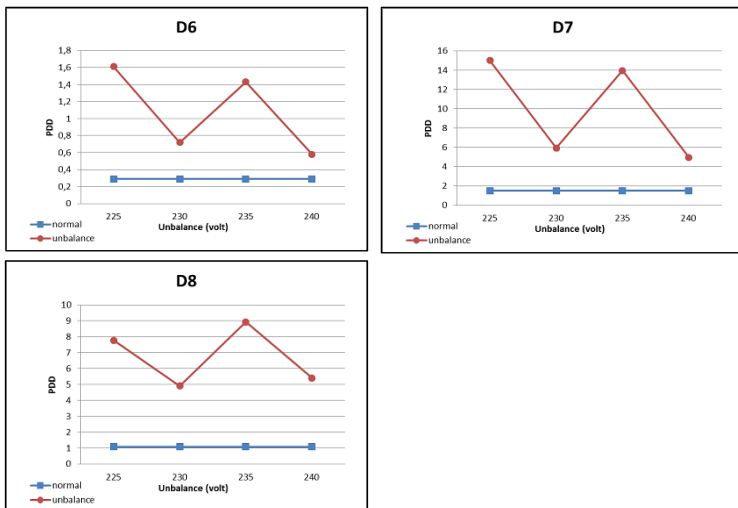 D6
1,8
1,6
1,4
1,2
1
0,8
0,6
0,4
0,2
0
PDD
225 230 235 240
Unbalance (volt)
normal
unbalance
D7
16
14
12
10
8
6
4
2
0
PDD
225 230 235 240
Unbalance (volt)
normal
unbalance
D8
10
9
8
7
6
5
4
3
2
1
0
PDD
225 230 235 240
Unbalance (volt)
normal
unbalance